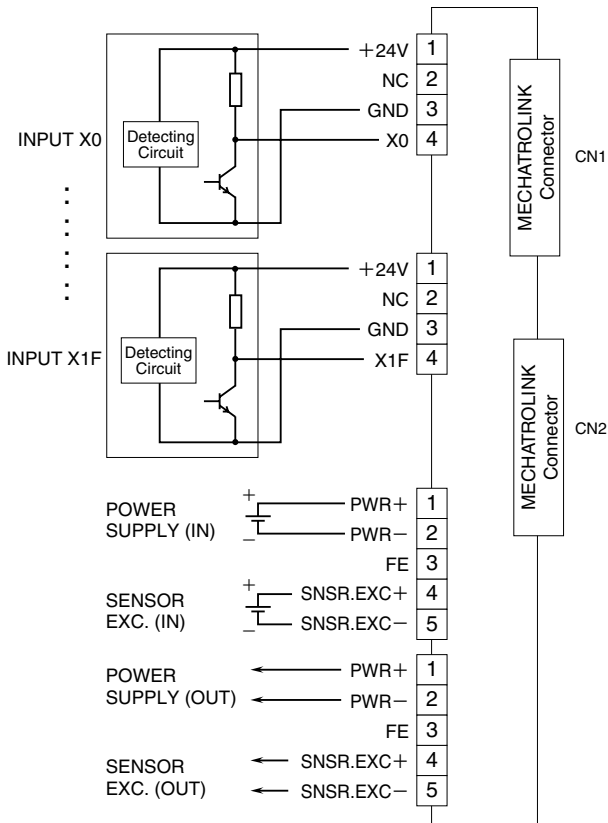 +24V 1
NC 2
GND 3
X0 4
INPUT X0
Detecting
Circuit
MECHATROLINK
Connector
CN1
+24V 1
NC 2
GND 3
X1F 4
INPUT X1F
Detecting
Circuit
MECHATROLINK
Connector
CN2
POWER
SUPPLY (IN)
+
−
PWR+ 1
PWR− 2
FE 3
SENSOR
EXC. (IN)
+
−
SNSR.EXC+ 4
SNSR.EXC− 5
POWER
SUPPLY (OUT)
PWR+ 1
PWR− 2
FE 3
SENSOR
EXC. (OUT)
SNSR.EXC+ 4
SNSR.EXC− 5